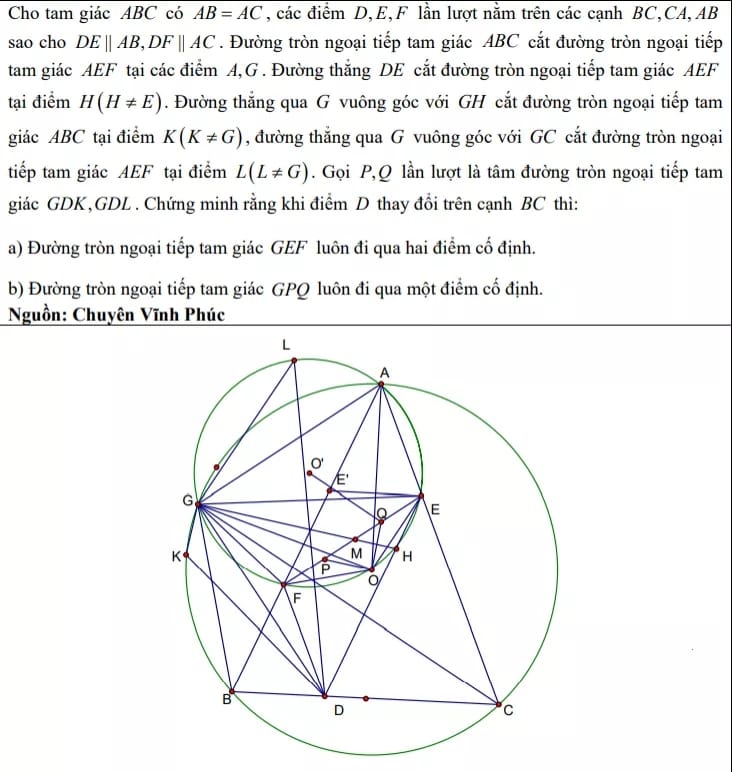 Cho tam giác ABC có AB = AC, các điểm D, E, F lần lượt nằm trên các cạnh BC, CA, AB
sao cho DE || AB, DF || AC. Đường tròn ngoại tiếp tam giác ABC cắt đường tròn ngoại tiếp
tam giác AEF tại các điểm A, G. Đường thẳng DE cắt đường tròn ngoại tiếp tam giác AEF
tại điểm H(H ≠ E). Đường thẳng qua G vuông góc với GH cắt đường tròn ngoại tiếp tam
giác ABC tại điểm K(K ≠ G), đường thẳng qua G vuông góc với GC cắt đường tròn ngoại
tiếp tam giác AEF tại điểm L(L ≠ G). Gọi P, Q lần lượt là tâm đường tròn ngoại tiếp tam
giác GDK, GDL. Chứng minh rằng khi điểm D thay đổi trên cạnh BC thì:
a) Đường tròn ngoại tiếp tam giác GEF luôn đi qua hai điểm cố định.
b) Đường tròn ngoại tiếp tam giác GPQ luôn đi qua một điểm cố định.
Nguồn: Chuyên Vĩnh Phúc
L
A
O'
E'
G
E
Q
K
M
H
P
O
F
B
D
C